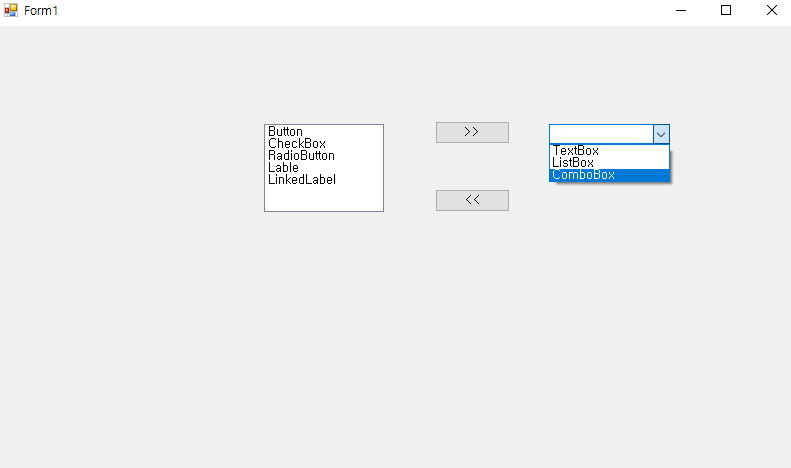 Form1
Button
CheckBox
RadioButton
Lable
LinkedLabel
>>
<<
TextBox
ListBox
ComboBox